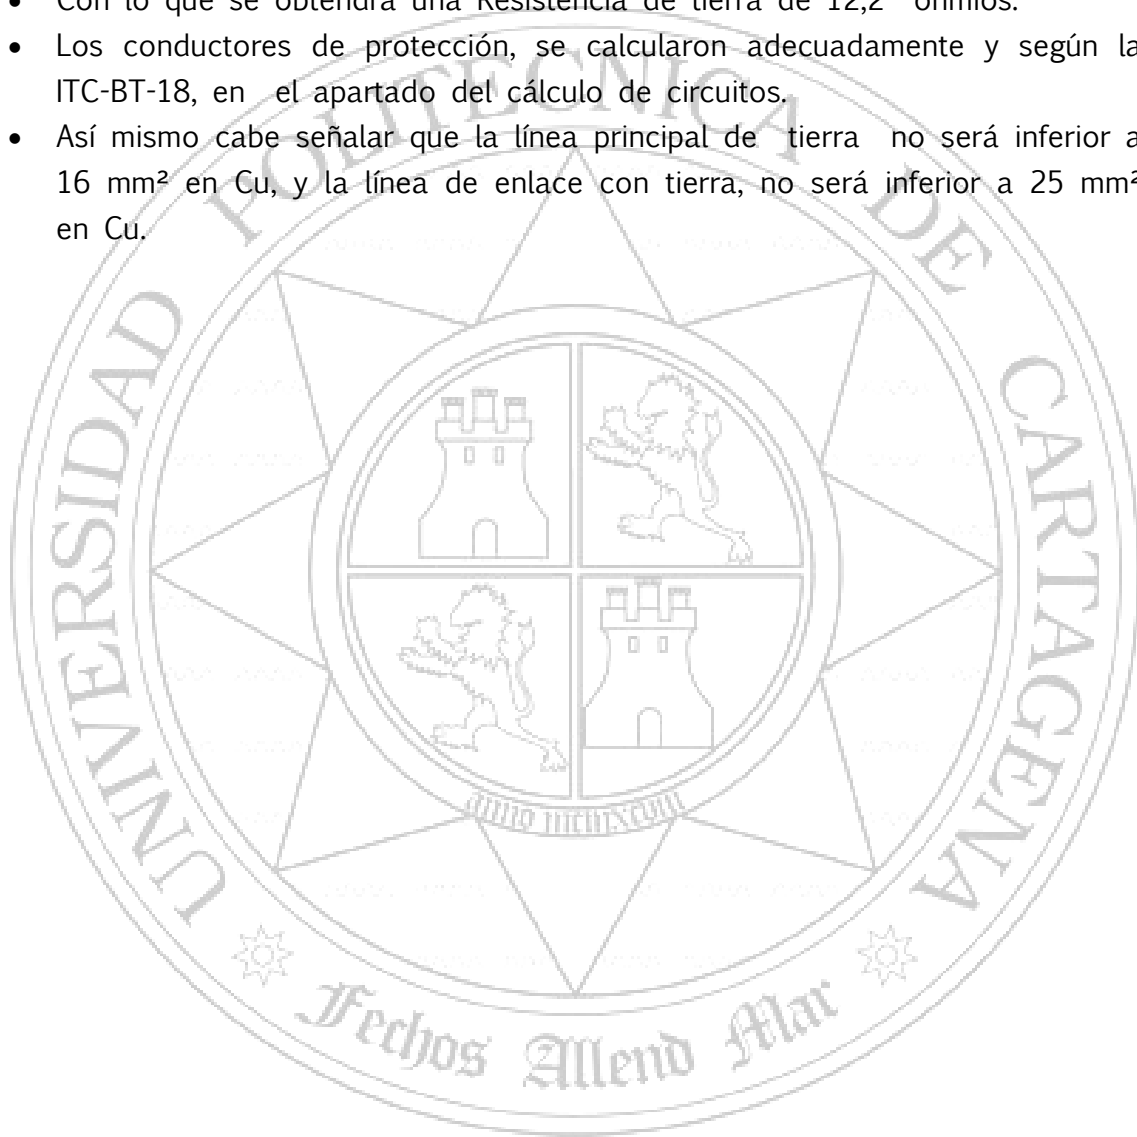 • Con lo que se obtendrá una Resistencia de tierra de 12,2 ohmios.
• Los conductores de protección, se calcularon adecuadamente y según la
ITC-BT-18, en el apartado del cálculo de circuitos.
• Así mismo cabe señalar que la línea principal de tierra no será inferior a
16 mm² en Cu, y la línea de enlace con tierra, no será inferior a 25 mm²
en Cu.
UNIVERSIDAD POLITECNICA DE CARTAGENA
anno mcmxcviii
Fechos Allend Mar